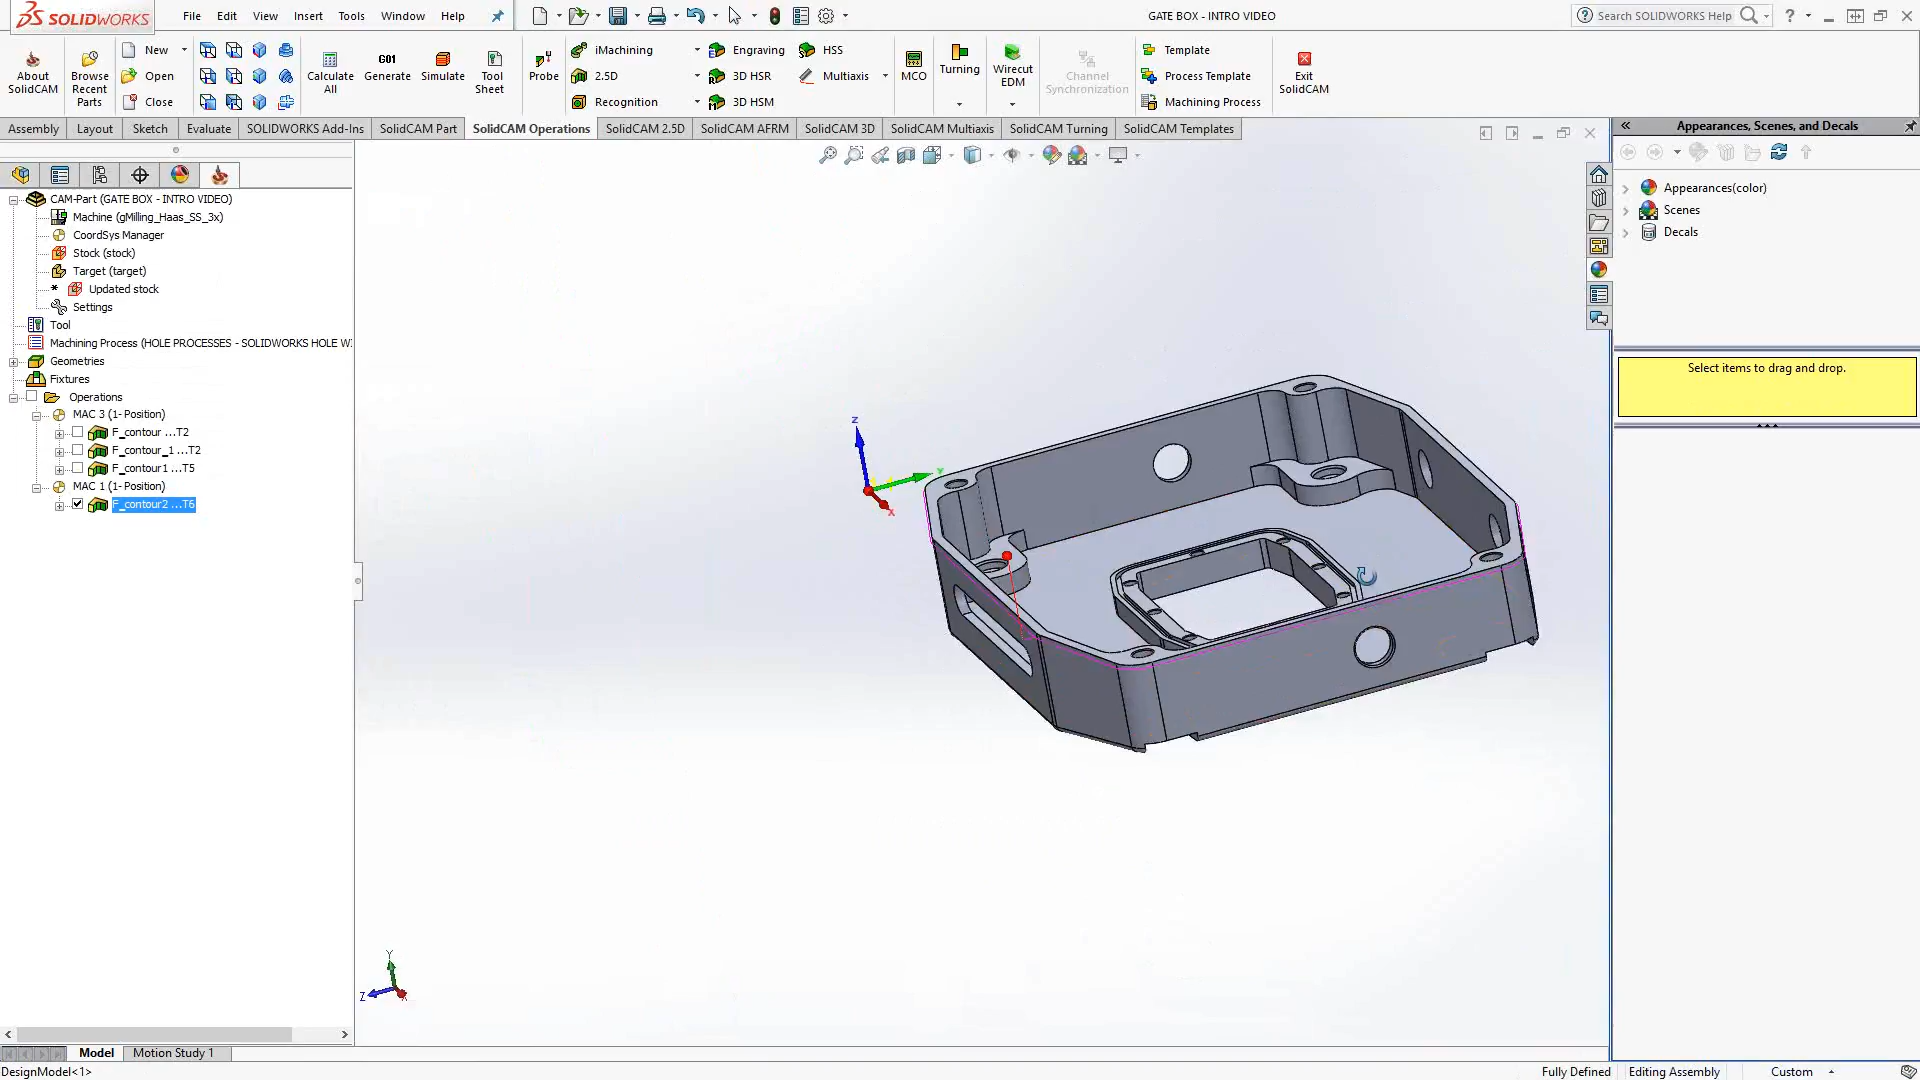 SOLIDWORKS
File Edit View Insert Tools Window Help
GATE BOX - INTRO VIDEO
Search SOLIDWORKS Help
About SolidCAM
Browse Recent Parts
New
Open
Close
Calculate All
G01
Generate
Simulate
Tool Sheet
Probe
iMachining
2.5D
Recognition
Engraving
3D HSR
3D HSM
HSS
Multiaxis
MCO
Turning
Wirecut EDM
Channel Synchronization
Template
Process Template
Machining Process
Exit SolidCAM
Assembly Layout Sketch Evaluate SOLIDWORKS Add-Ins SolidCAM Part SolidCAM Operations SolidCAM 2.5D SolidCAM AFRM SolidCAM 3D SolidCAM Multiaxis SolidCAM Turning SolidCAM Templates
CAM-Part (GATE BOX - INTRO VIDEO)
Machine (gMilling_Haas_SS_3x)
CoordSys Manager
Stock (stock)
Target (target)
* Updated stock
Settings
Tool
Machining Process (HOLE PROCESSES - SOLIDWORKS HOLE WI
Geometries
Fixtures
Operations
MAC 3 (1- Position)
F_contour ...T2
F_contour_1 ...T2
F_contour1 ...T5
MAC 1 (1- Position)
F_contour2 ...T6
Z
Y
X
Y
Z
X
Appearances, Scenes, and Decals
Appearances(color)
Scenes
Decals
Select items to drag and drop.
Model Motion Study 1
DesignModel<1>
Fully Defined Editing Assembly Custom